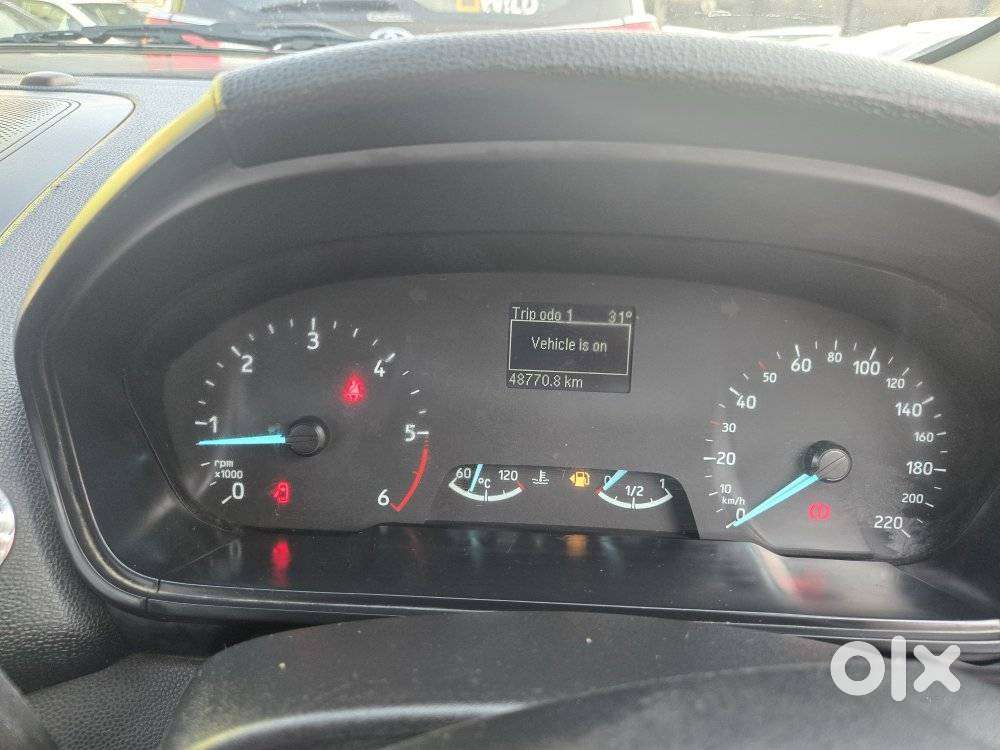 WILD
Trip odo 1 31°
Vehicle is on
48770.8 km
0 1 2 3 4 5 6
rpm
x1000
60 °C 120
0 1/2 1
0 10 20 30 40 50 60 80 100 120 140 160 180 200 220
km/h
olx